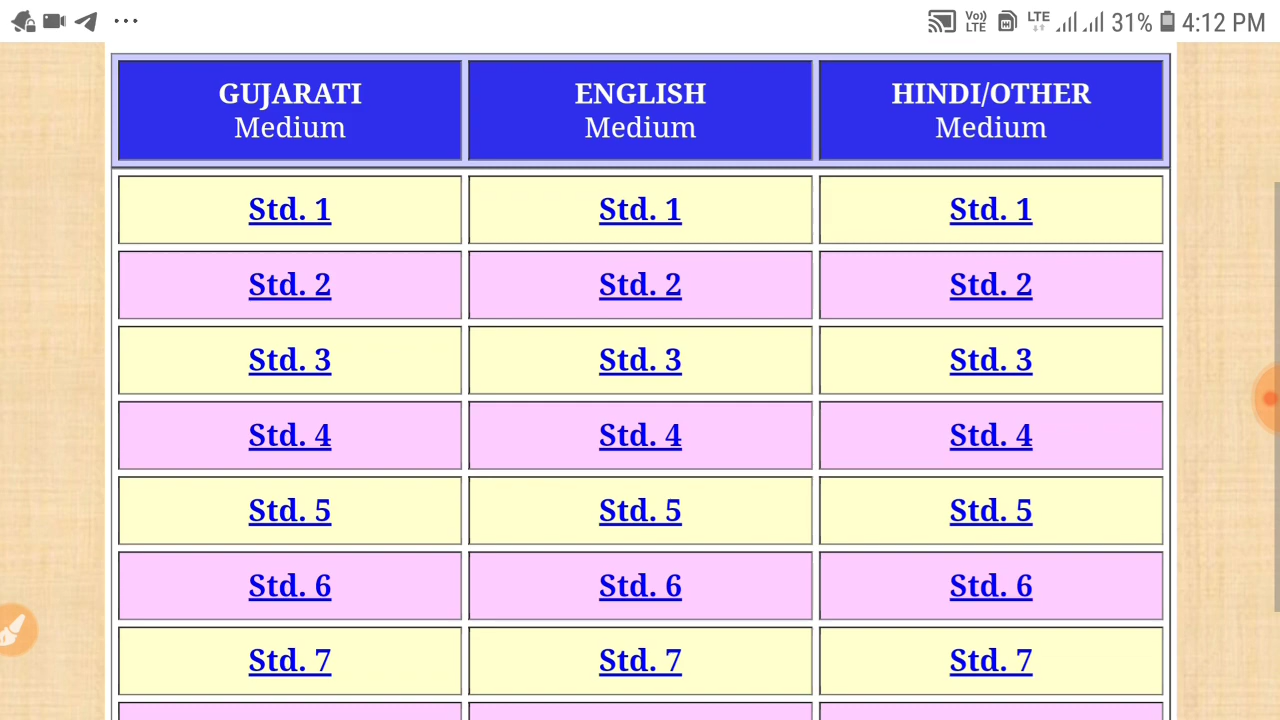 31% 4:12 PM
Vo)) LTE LTE
GUJARATI ENGLISH HINDI/OTHER
Medium Medium Medium
Std. 1 Std. 1 Std. 1
Std. 2 Std. 2 Std. 2
Std. 3 Std. 3 Std. 3
Std. 4 Std. 4 Std. 4
Std. 5 Std. 5 Std. 5
Std. 6 Std. 6 Std. 6
Std. 7 Std. 7 Std. 7